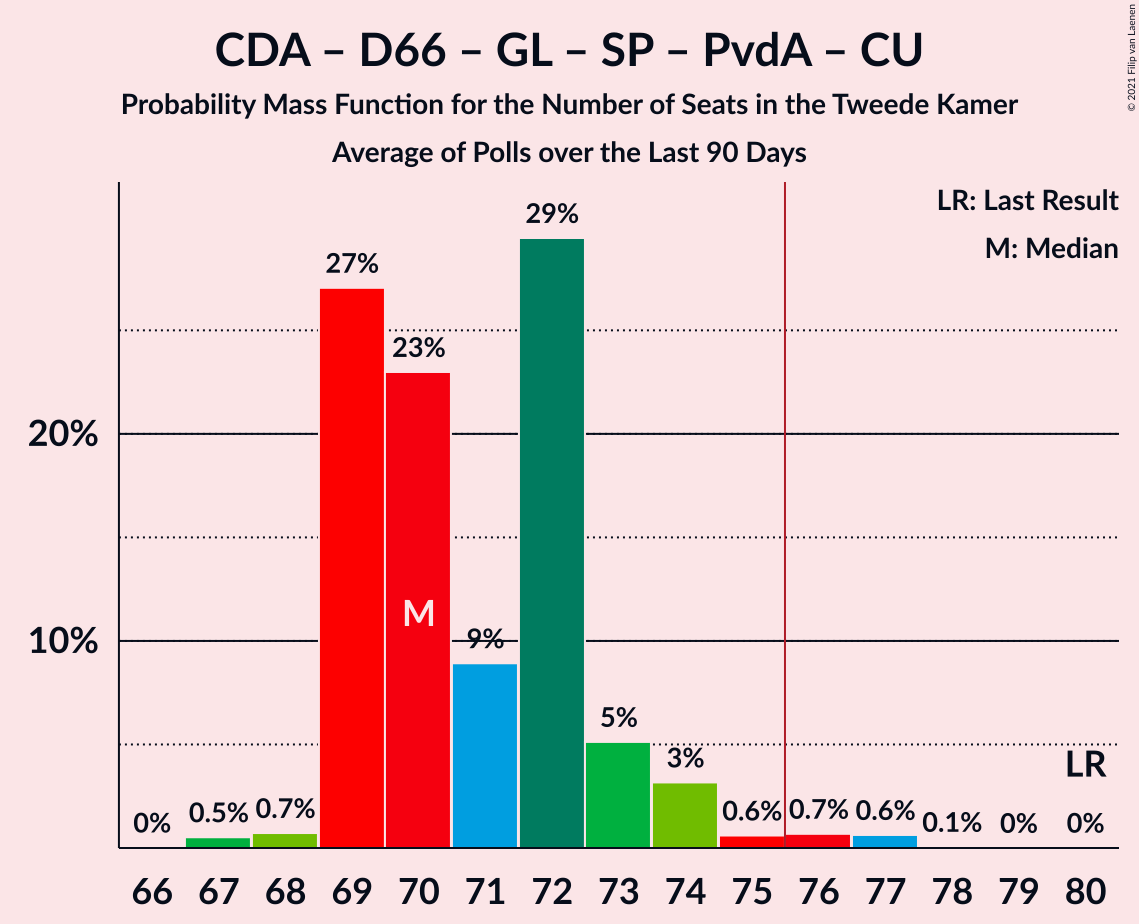 CDA – D66 – GL – SP – PvdA – CU
Probability Mass Function for the Number of Seats in the Tweede Kamer
Average of Polls over the Last 90 Days
© 2021 Filip van Laenen
LR: Last Result
M: Median
29%
27%
23%
20%
M
10%
9%
5%
3%
LR
0% 0.5% 0.7% 0.6% 0.7% 0.6% 0.1% 0% 0%
66 67 68 69 70 71 72 73 74 75 76 77 78 79 80